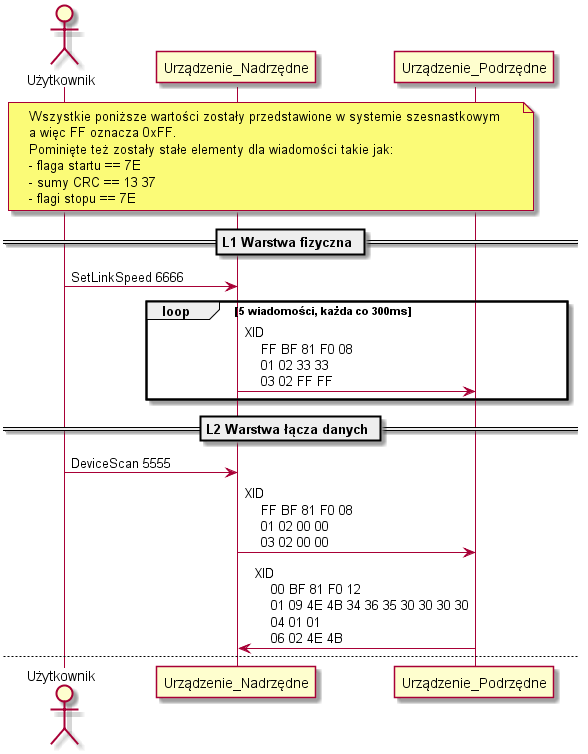 Użytkownik
Urządzenie_Nadrzędne
Urządzenie_Podrzędne
Wszystkie poniższe wartości zostały przedstawione w systemie szesnastkowym
a więc FF oznacza 0xFF.
Pominięte też zostały stałe elementy dla wiadomości takie jak:
- flaga startu == 7E
- sumy CRC == 13 37
- flagi stopu == 7E
L1 Warstwa fizyczna
SetLinkSpeed 6666
loop
[5 wiadomości, każda co 300ms]
XID
FF BF 81 F0 08
01 02 33 33
03 02 FF FF
L2 Warstwa łącza danych
DeviceScan 5555
XID
FF BF 81 F0 08
01 02 00 00
03 02 00 00
XID
00 BF 81 F0 12
01 09 4E 4B 34 36 35 30 30 30 30
04 01 01
06 02 4E 4B
Użytkownik
Urządzenie_Nadrzędne
Urządzenie_Podrzędne